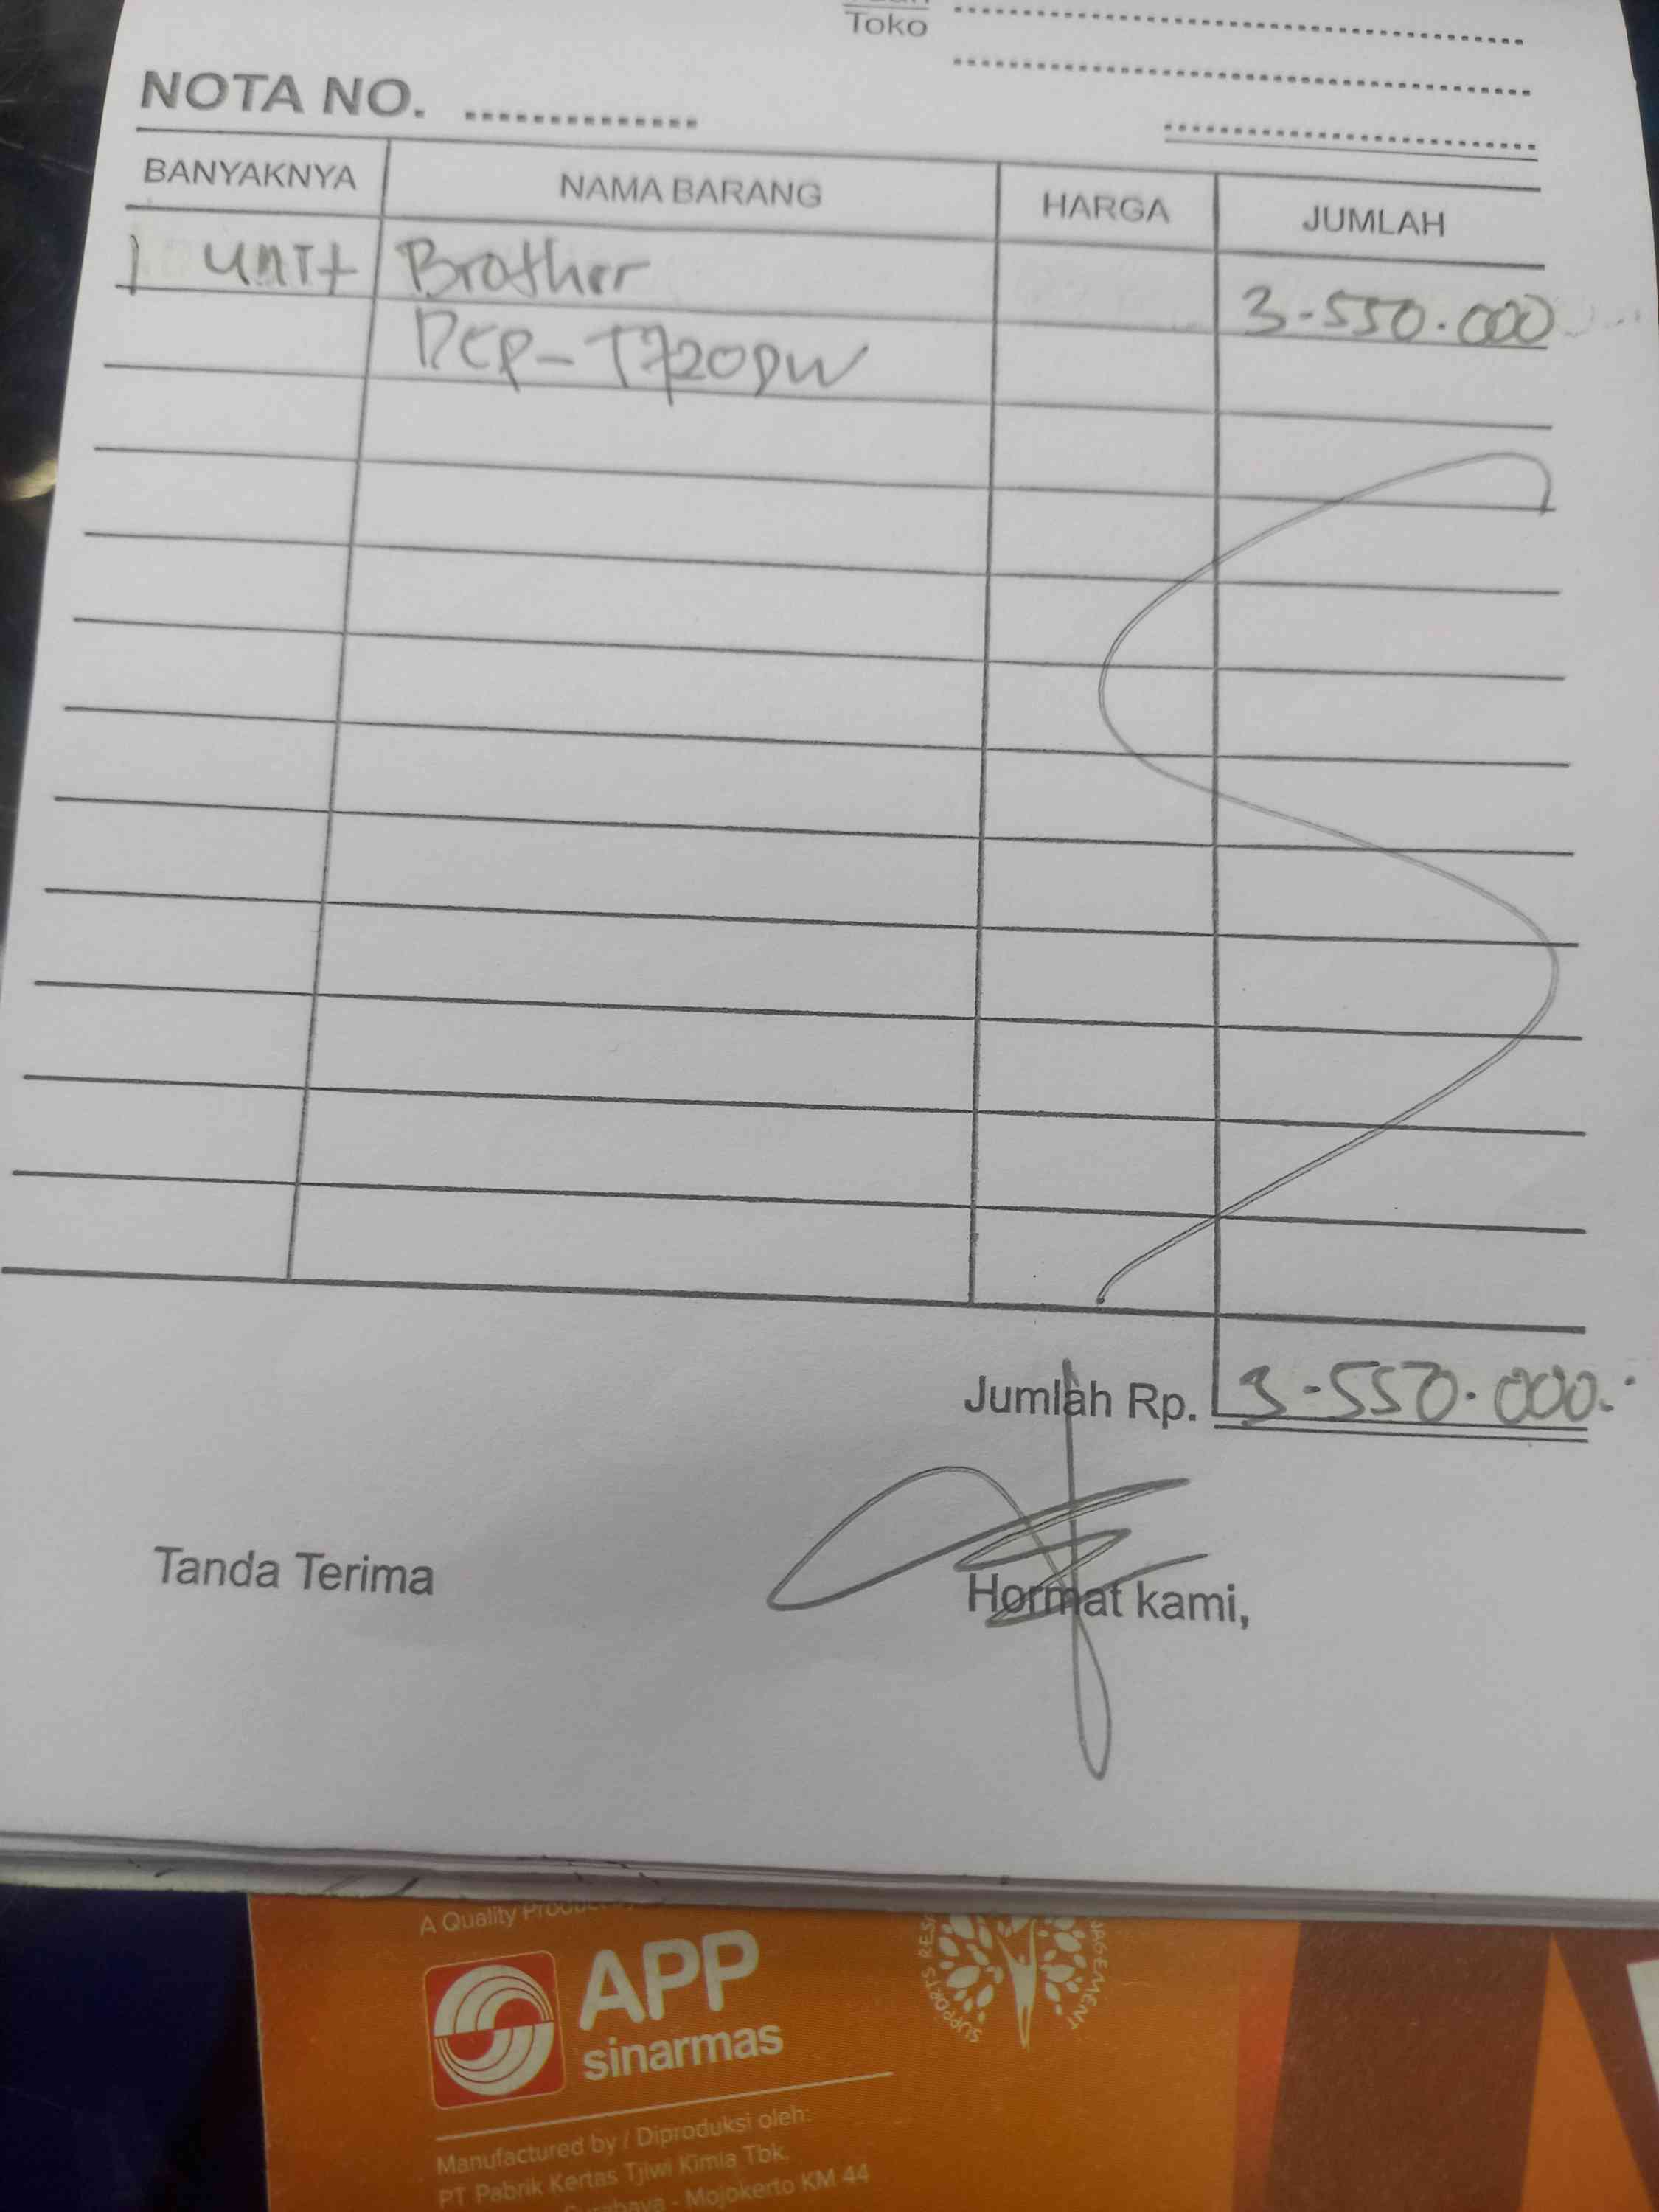 Toko
NOTA NO.
BANYAKNYA NAMA BARANG HARGA JUMLAH
1 unit Brother 3-550.000
DCP-T720DW
Jumlah Rp. 3-550.000.-
Tanda Terima Hormat kami,
A Quality Product
APP
sinarmas
SUPPORTS
Manufactured by / Diproduksi oleh:
PT Pabrik Kertas Tjiwi Kimia Tbk,
Surabaya - Mojokerto KM 44